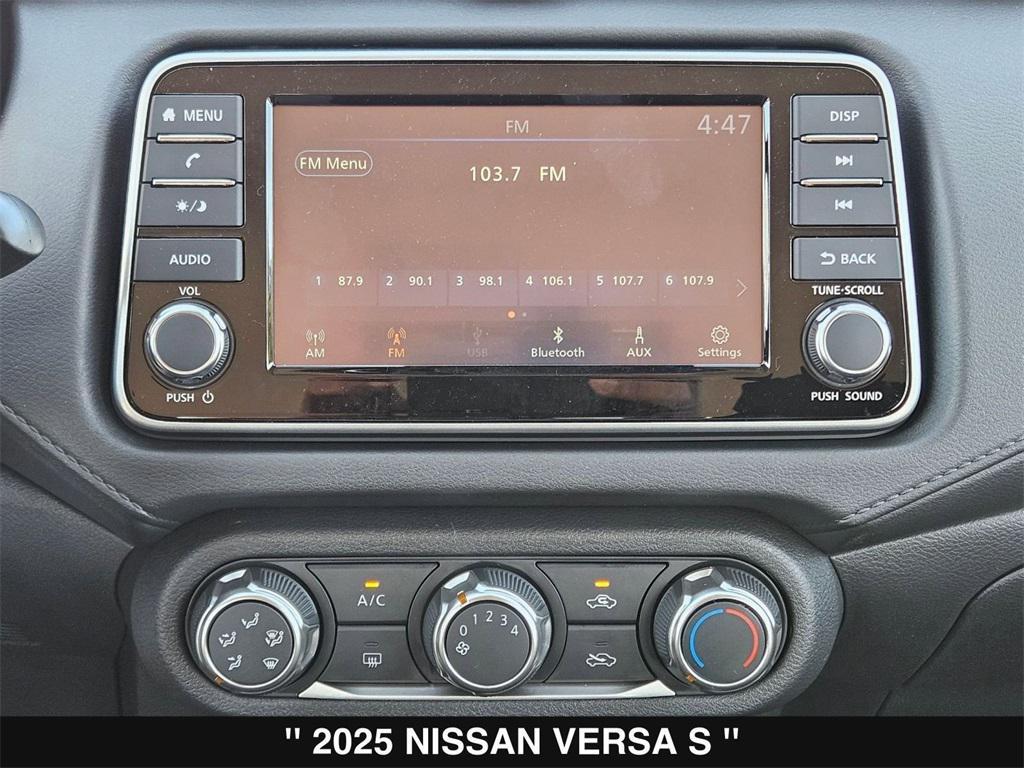 FM 4:47
MENU
DISP
FM Menu
103.7 FM
AUDIO
BACK
1 87.9 2 90.1 3 98.1 4 106.1 5 107.7 6 107.9
VOL
TUNE·SCROLL
AM FM USB Bluetooth AUX Settings
PUSH
PUSH SOUND
A/C
0 1 2 3 4
" 2025 NISSAN VERSA S "